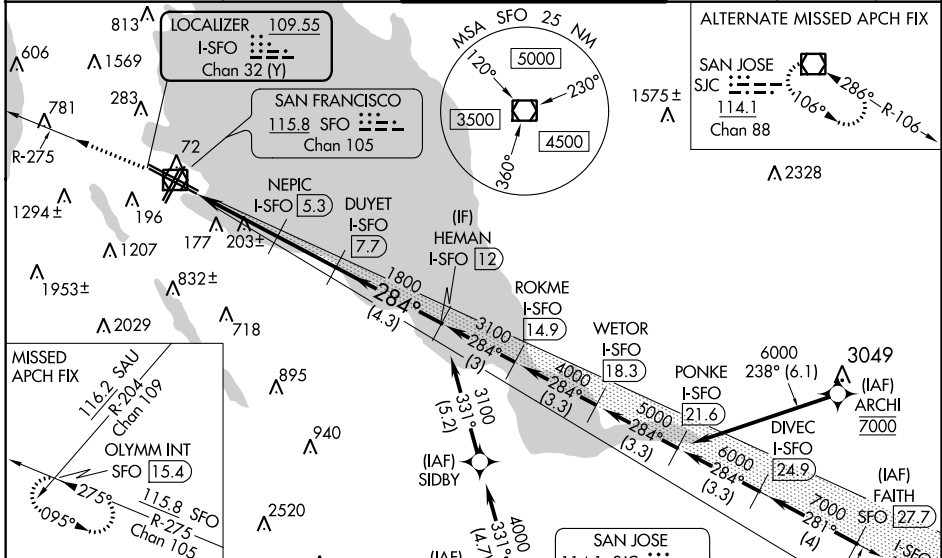 813
LOCALIZER 109.55
I-SFO
Chan 32 (Y)
606
1569
781
283
R-275
SAN FRANCISCO
115.8 SFO
Chan 105
72
MSA SFO 25 NM
120°
5000
230°
3500
4500
360°
1575 ±
ALTERNATE MISSED APCH FIX
SAN JOSE
SJC
114.1
Chan 88
286°
R-106
106°
2328
1294 ±
196
177
203±
1207
1953±
832±
2029
718
NEPIC
I-SFO 5.3
DUYET
I-SFO
7.7
(IF)
HEMAN
I-SFO 12
1800
284°
(4.3)
ROKME
I-SFO
14.9
3100
284°
(3)
WETOR
I-SFO
18.3
4000
284°
(3.3)
PONKE
I-SFO
21.6
5000
284°
(3.3)
6000
238° (6.1)
3049
(IAF)
ARCHI
7000
DIVEC
I-SFO
24.9
6000
284°
(3.3)
(IAF)
FAITH
SFO 27.7
7000
281°
(4)
I-SFO
3100
331°
(5.2)
(IAF)
SIDBY
4000
331°
(4.7)
(IAF)
895
940
2520
MISSED
APCH FIX
116.2 SAU
R-204
Chan 109
OLYMM INT
SFO 15.4
275°
095°
115.8 SFO
R-275
Chan 105
SAN JOSE